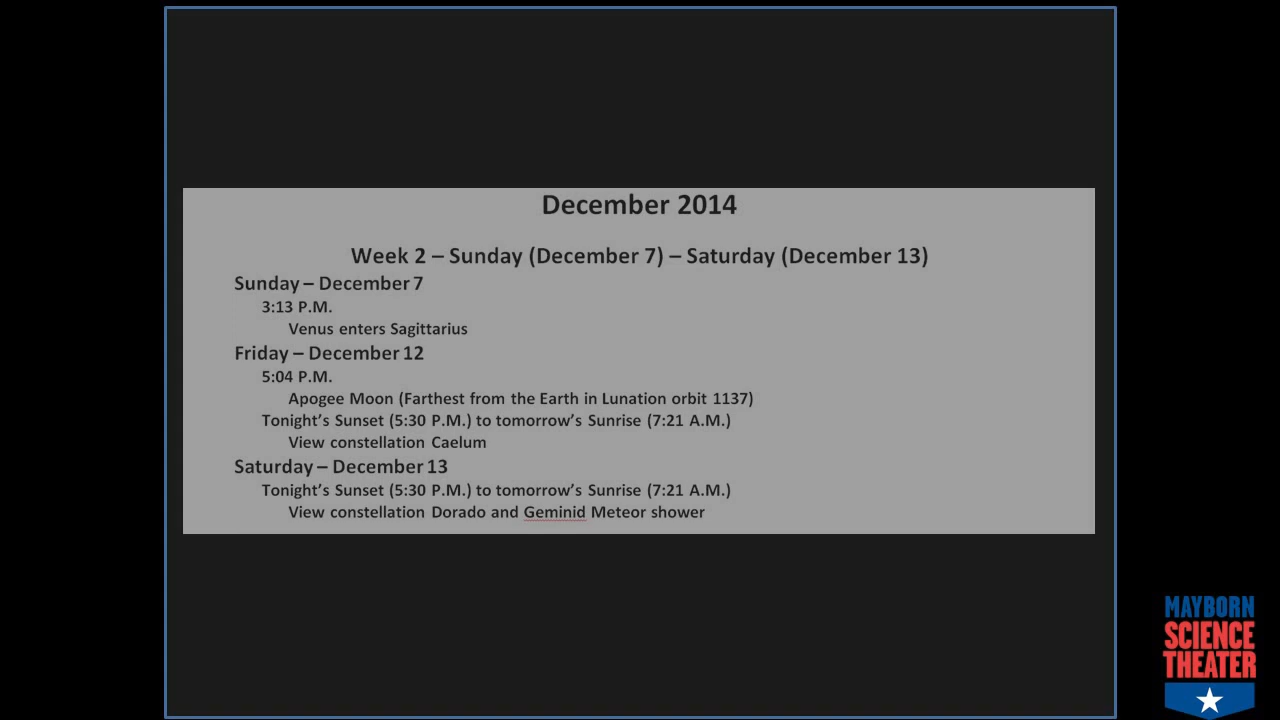 December 2014
Week 2 – Sunday (December 7) – Saturday (December 13)
Sunday – December 7
3:13 P.M.
Venus enters Sagittarius
Friday – December 12
5:04 P.M.
Apogee Moon (Farthest from the Earth in Lunation orbit 1137)
Tonight's Sunset (5:30 P.M.) to tomorrow's Sunrise (7:21 A.M.)
View constellation Caelum
Saturday – December 13
Tonight's Sunset (5:30 P.M.) to tomorrow's Sunrise (7:21 A.M.)
View constellation Dorado and Geminid Meteor shower
MAYBORN
SCIENCE
THEATER